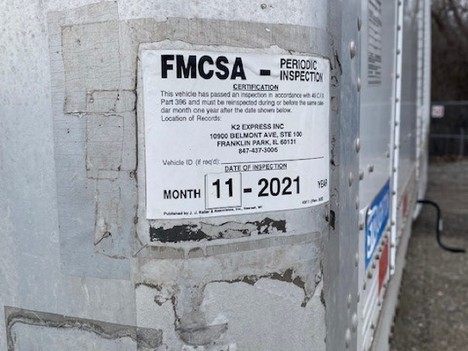 FMCSA - PERIODIC
INSPECTION
CERTIFICATION
This vehicle has passed an inspection in accordance with 49 C.F.R.
Part 396 and must be reinspected during or before the same calen-
dar month one year after the date shown below.
Location of Records:
K2 EXPRESS INC
10900 BELMONT AVE, STE 100
FRANKLIN PARK, IL 60131
847-437-3006
Vehicle ID (if req'd):
DATE OF INSPECTION
MONTH 11 - 2021 YEAR
Published by J. J. Keller & Associates, Inc.